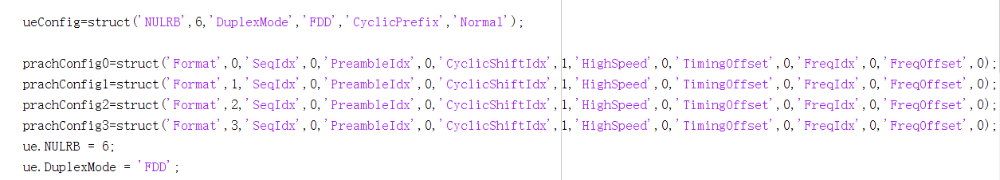 ueConfig=struct('NULRB',6,'DuplexMode','FDD','CyclicPrefix','Normal');
prachConfig0=struct('Format',0,'SeqIdx',0,'PreambleIdx',0,'CyclicShiftIdx',1,'HighSpeed',0,'TimingOffset',0,'FreqIdx',0,'FreqOffset',0);
prachConfig1=struct('Format',1,'SeqIdx',0,'PreambleIdx',0,'CyclicShiftIdx',1,'HighSpeed',0,'TimingOffset',0,'FreqIdx',0,'FreqOffset',0);
prachConfig2=struct('Format',2,'SeqIdx',0,'PreambleIdx',0,'CyclicShiftIdx',1,'HighSpeed',0,'TimingOffset',0,'FreqIdx',0,'FreqOffset',0);
prachConfig3=struct('Format',3,'SeqIdx',0,'PreambleIdx',0,'CyclicShiftIdx',1,'HighSpeed',0,'TimingOffset',0,'FreqIdx',0,'FreqOffset',0);
ue.NULRB = 6;
ue.DuplexMode = 'FDD';